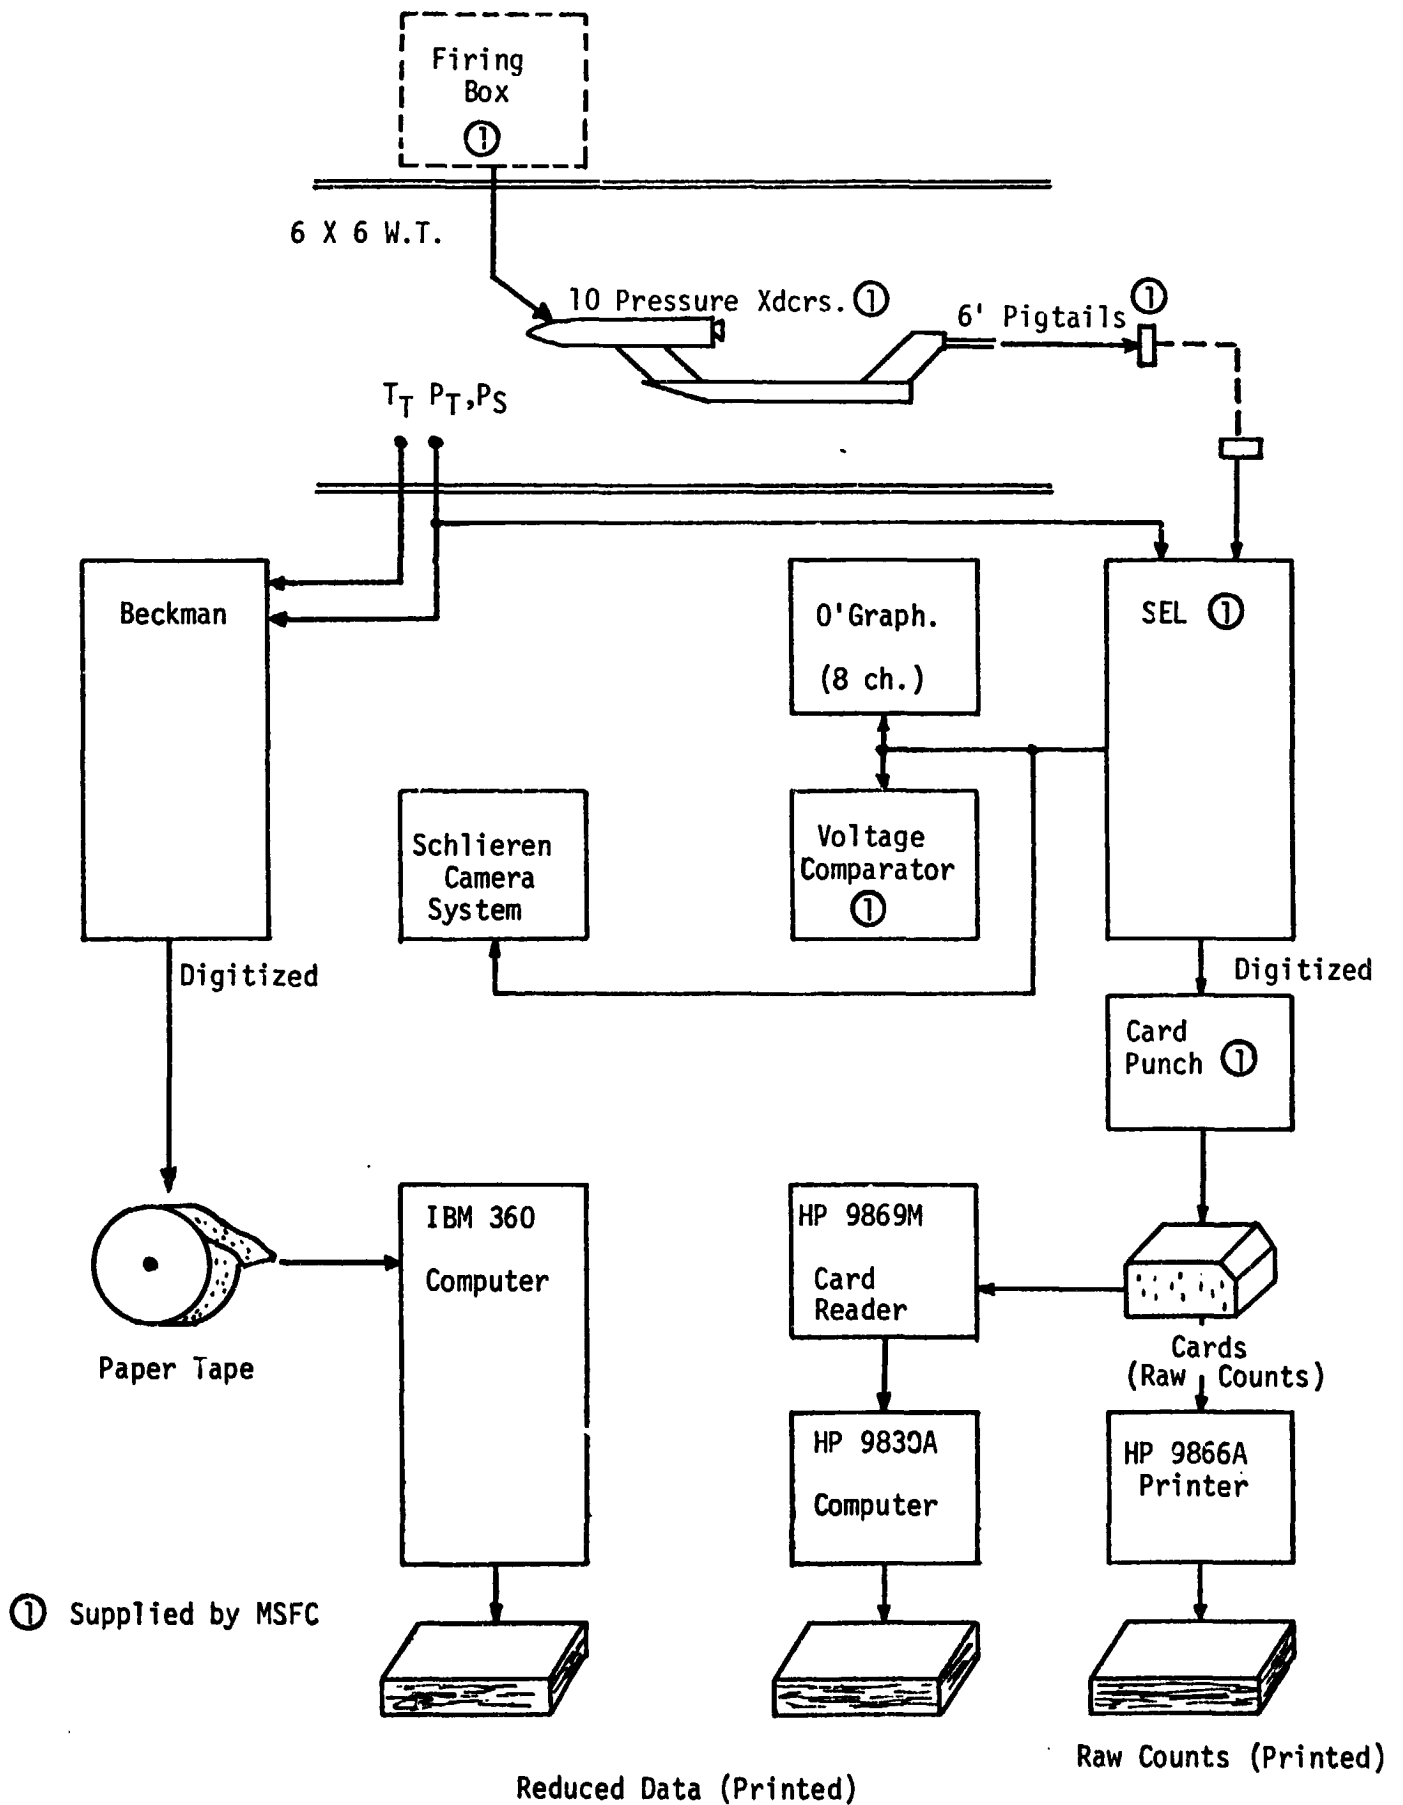 Firing
Box
①
6 X 6 W.T.
10 Pressure Xdcrs. ①
6' Pigtails ①
TT PT,PS
Beckman
O'Graph.
(8 ch.)
SEL ①
Schlieren
Camera
System
Voltage
Comparator
①
Digitized
Digitized
Card
Punch ①
IBM 360
Computer
HP 9869M
Card
Reader
Paper Tape
Cards
(Raw Counts)
HP 9830A
Computer
HP 9866A
Printer
① Supplied by MSFC
Raw Counts (Printed)
Reduced Data (Printed)